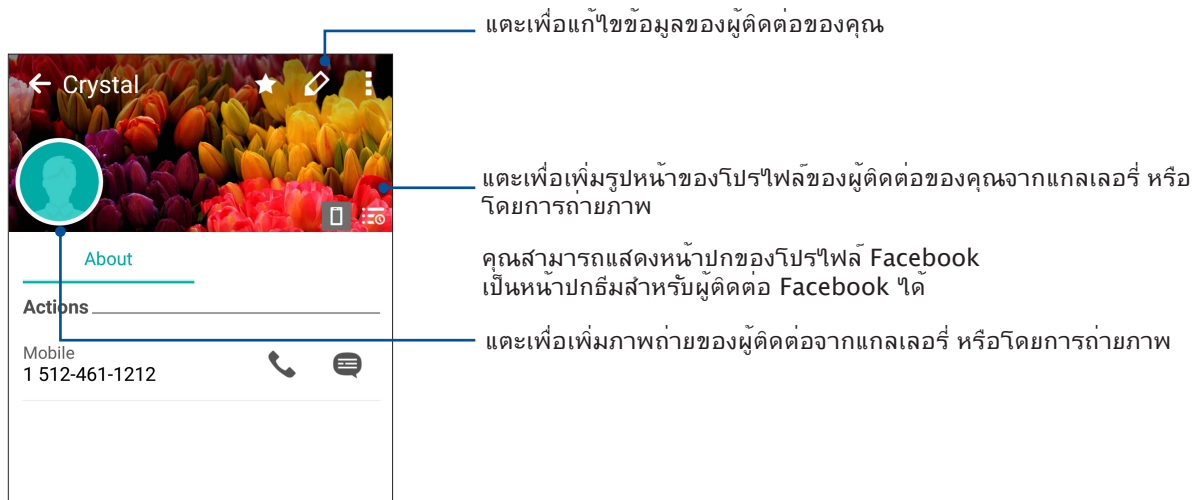 แตะเพื่อแก้ไขข้อมูลของผู้ติดต่อของคุณ
Crystal
แตะเพื่อเพิ่มรูปหน้าของโปรไฟล์ของผู้ติดต่อของคุณจากแกลเลอรี่ หรือ
โดยการถ่ายภาพ
คุณสามารถแสดงหน้าปกของโปรไฟล์ Facebook
เป็นหน้าปกธีมสำหรับผู้ติดต่อ Facebook ได้
About
Actions
แตะเพื่อเพิ่มภาพถ่ายของผู้ติดต่อจากแกลเลอรี่ หรือโดยการถ่ายภาพ
Mobile
1 512-461-1212